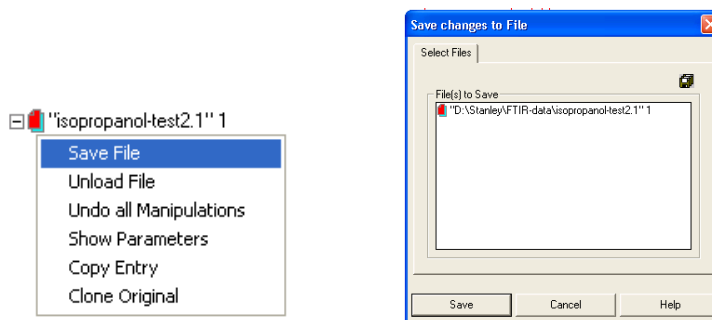 "isopropanol-test2.1" 1
Save File
Unload File
Undo all Manipulations
Show Parameters
Copy Entry
Clone Original
Save changes to File
Select Files
File(s) to Save
"D:\Stanley\FTIR-data\isopropanol-test2.1" 1
Save
Cancel
Help